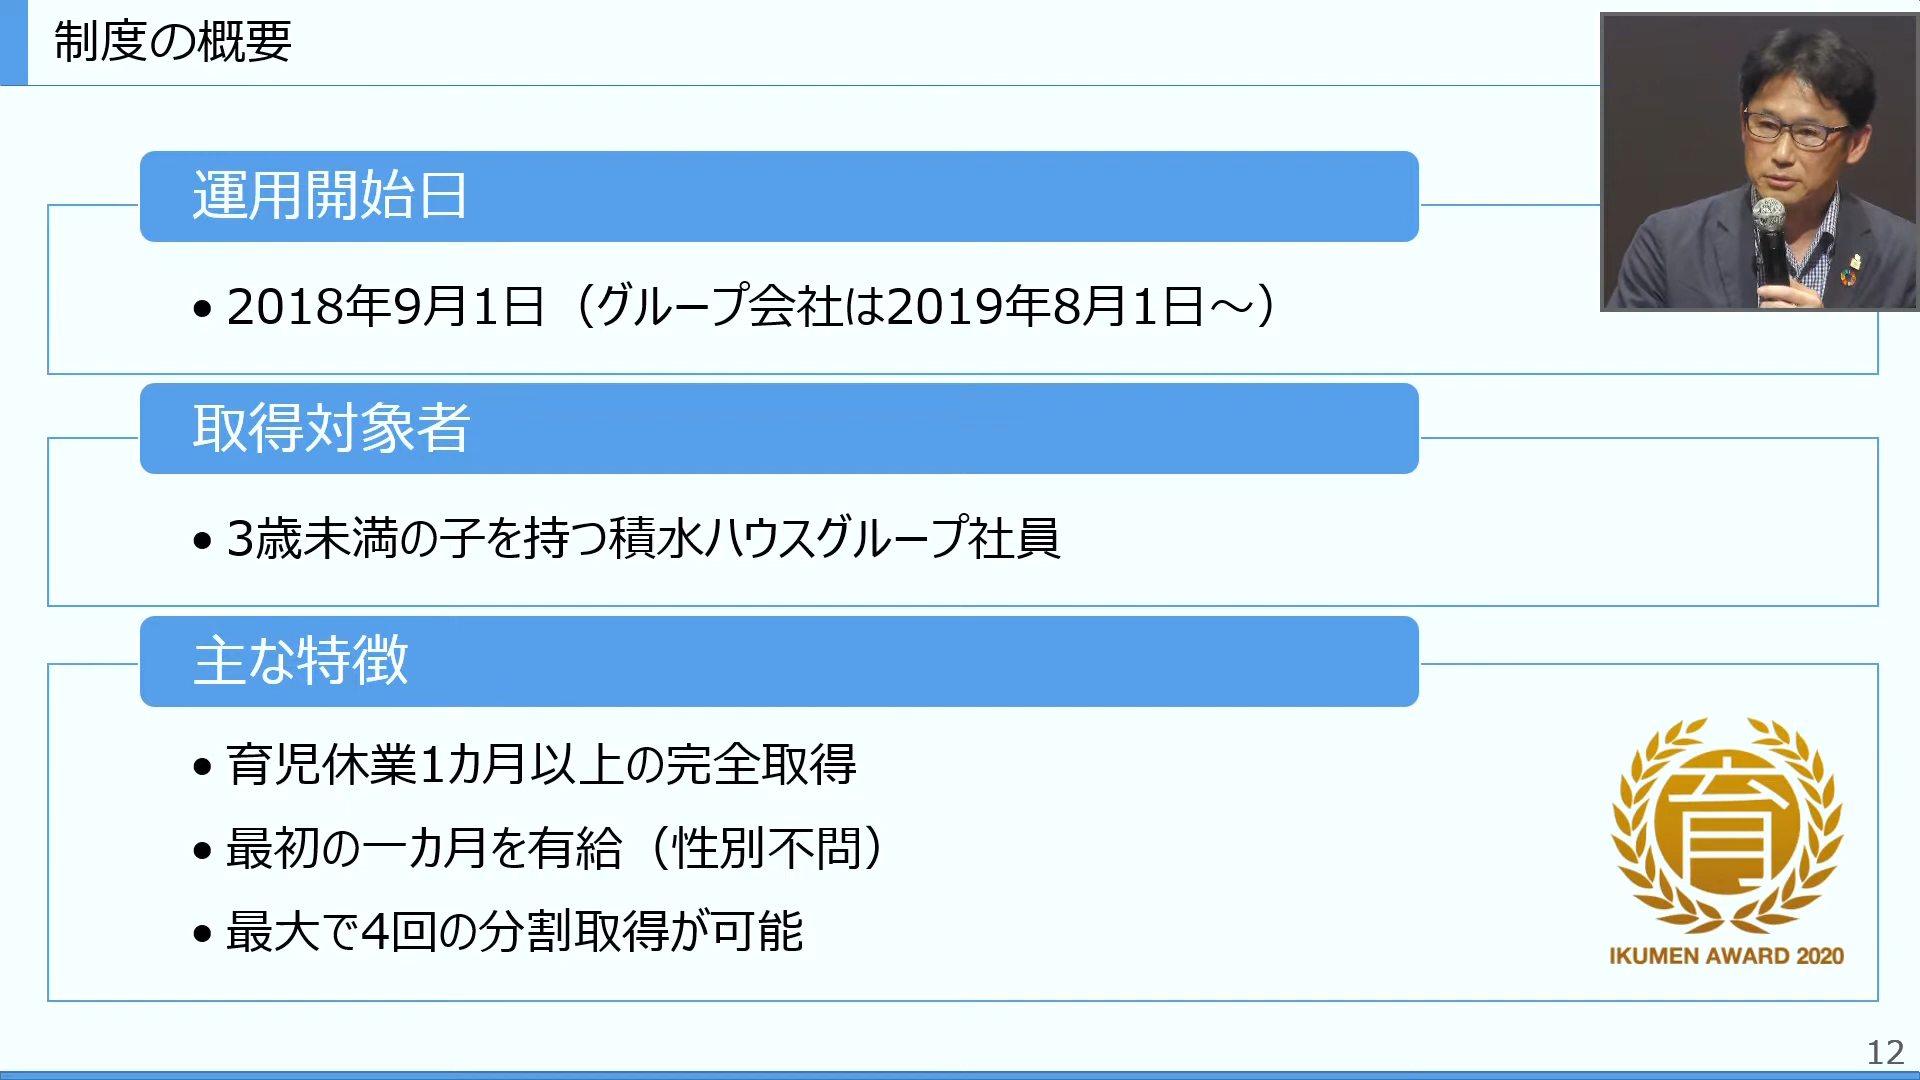 制度の概要
運用開始日
• 2018年9月1日（グループ会社は2019年8月1日～）
取得対象者
• 3歳未満の子を持つ積水ハウスグループ社員
主な特徴
• 育児休業1カ月以上の完全取得
• 最初の一カ月を有給（性別不問）
• 最大で4回の分割取得が可能
育
IKUMEN AWARD 2020
12